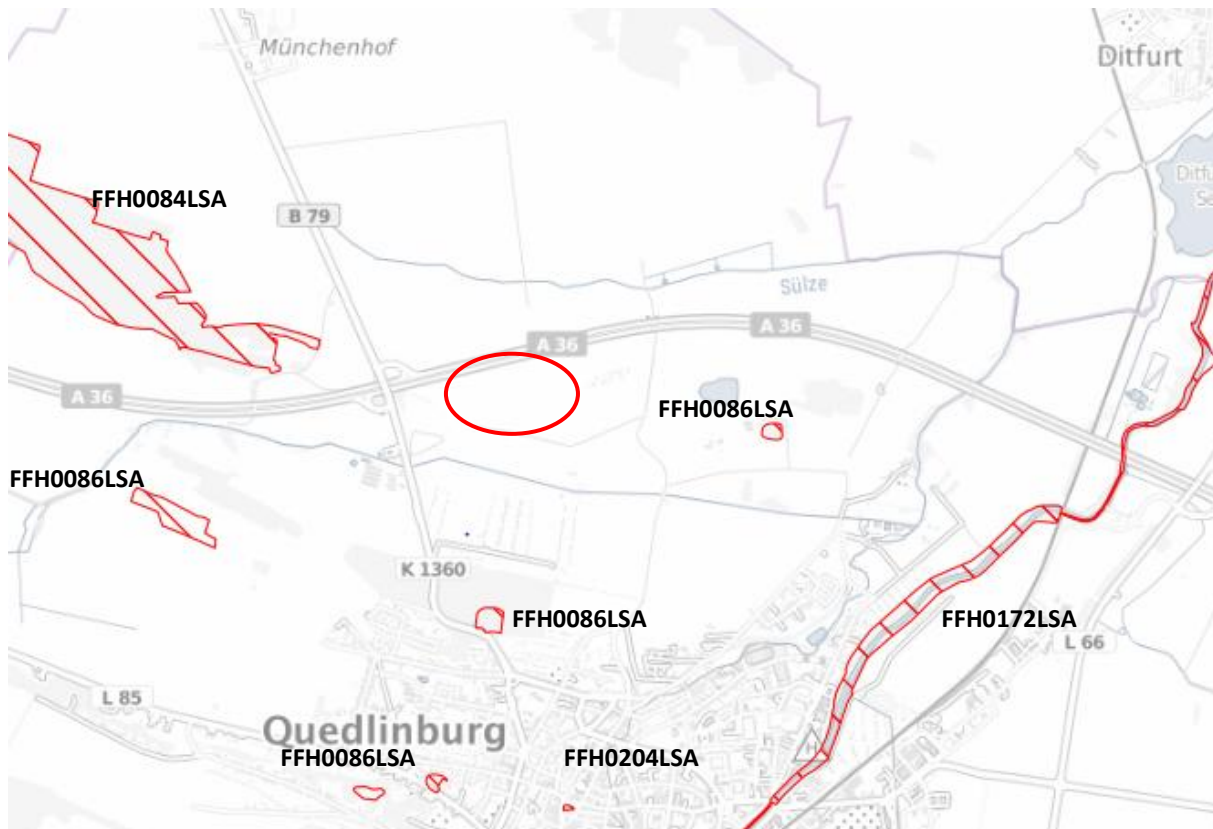 Münchenhof
Ditfurt
FFH0084LSA
B 79
Sülze
A 36
A 36
A 36
FFH0086LSA
FFH0086LSA
K 1360
FFH0086LSA
FFH0172LSA
L 66
L 85
Quedlinburg
FFH0086LSA
FFH0204LSA
H